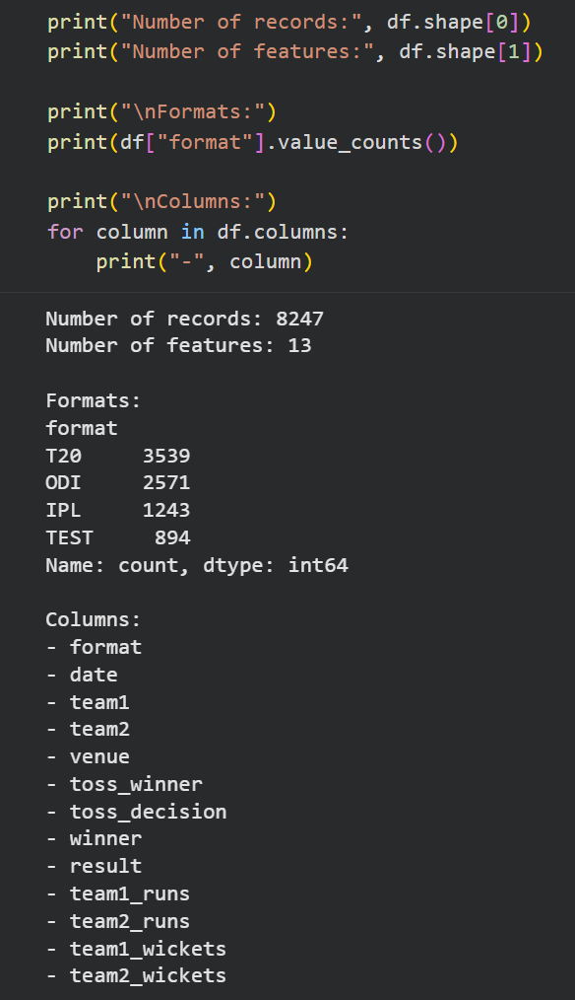 print("Number of records:", df.shape[0])
print("Number of features:", df.shape[1])

print("\nFormats:")
print(df["format"].value_counts())

print("\nColumns:")
for column in df.columns:
    print("-", column)

Number of records: 8247
Number of features: 13

Formats:
format
T20     3539
ODI     2571
IPL     1243
TEST     894
Name: count, dtype: int64

Columns:
- format
- date
- team1
- team2
- venue
- toss_winner
- toss_decision
- winner
- result
- team1_runs
- team2_runs
- team1_wickets
- team2_wickets